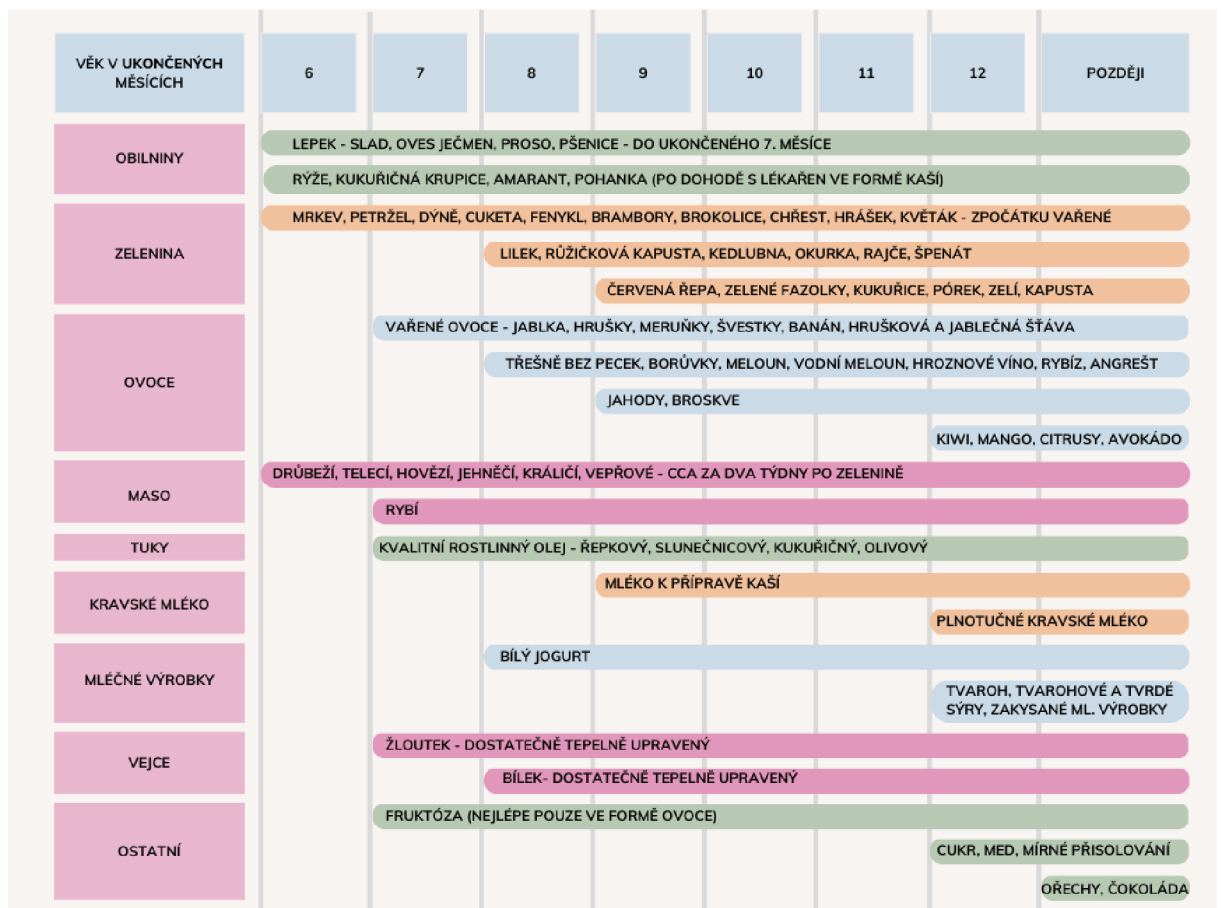 VĚK V UKONČENÝCH
MĚSÍCÍCH
6
7
8
9
10
11
12
POZDĚJI
OBILNINY
LEPEK - SLAD, OVES JEČMEN, PROSO, PŠENICE - DO UKONČENÉHO 7. MĚSÍCE
RÝŽE, KUKUŘIČNÁ KRUPICE, AMARANT, POHANKA (PO DOHODĚ S LÉKAŘEN VE FORMĚ KAŠÍ)
ZELENINA
MRKEV, PETRŽEL, DÝNĚ, CUKETA, FENYKL, BRAMBORY, BROKOLICE, CHŘEST, HRÁŠEK, KVĚTÁK - ZPOČÁTKU VAŘENÉ
LILEK, RŮŽIČKOVÁ KAPUSTA, KEDLUBNA, OKURKA, RAJČE, ŠPENÁT
ČERVENÁ ŘEPA, ZELENÉ FAZOLKY, KUKUŘICE, PÓREK, ZELÍ, KAPUSTA
OVOCE
VAŘENÉ OVOCE - JABLKA, HRUŠKY, MERUŇKY, ŠVESTKY, BANÁN, HRUŠKOVÁ A JABLEČNÁ ŠŤÁVA
TŘEŠNĚ BEZ PECEK, BORŮVKY, MELOUN, VODNÍ MELOUN, HROZNOVÉ VÍNO, RYBÍZ, ANGREŠT
JAHODY, BROSKVE
KIWI, MANGO, CITRUSY, AVOKÁDO
MASO
DRŮBEŽÍ, TELECÍ, HOVĚZÍ, JEHNĚČÍ, KRÁLIČÍ, VEPŘOVÉ - CCA ZA DVA TÝDNY PO ZELENINĚ
RYBÍ
TUKY
KVALITNÍ ROSTLINNÝ OLEJ - ŘEPKOVÝ, SLUNEČNICOVÝ, KUKUŘIČNÝ, OLIVOVÝ
KRAVSKÉ MLÉKO
MLÉKO K PŘÍPRAVĚ KAŠÍ
PLNOTUČNÉ KRAVSKÉ MLÉKO
MLÉČNÉ VÝROBKY
BÍLÝ JOGURT
TVAROH, TVAROHOVÉ A TVRDÉ
SÝRY, ZAKYSANÉ ML. VÝROBKY
VEJCE
ŽLOUTEK - DOSTATEČNĚ TEPELNĚ UPRAVENÝ
BÍLEK- DOSTATEČNĚ TEPELNĚ UPRAVENÝ
OSTATNÍ
FRUKTÓZA (NEJLÉPE POUZE VE FORMĚ OVOCE)
CUKR, MED, MÍRNÉ PŘISOLOVÁNÍ
OŘECHY, ČOKOLÁDA